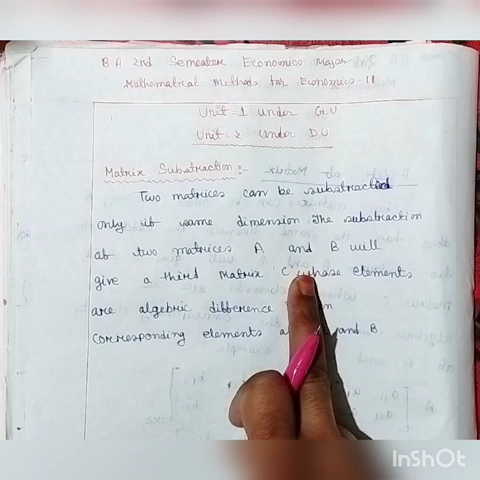 BA 2nd Semester Economics Major
Mathematical Methods for Economics-II
Unit-1 Under G.U
Unit-2 Under D.U
Matrix Substraction:-
Two matrices can be substracted
only if same dimension. The substraction
of two matrices A and B will
give a third Matrix 'C' whase elements
are algebric difference
corresponding elements and B.
InShOt